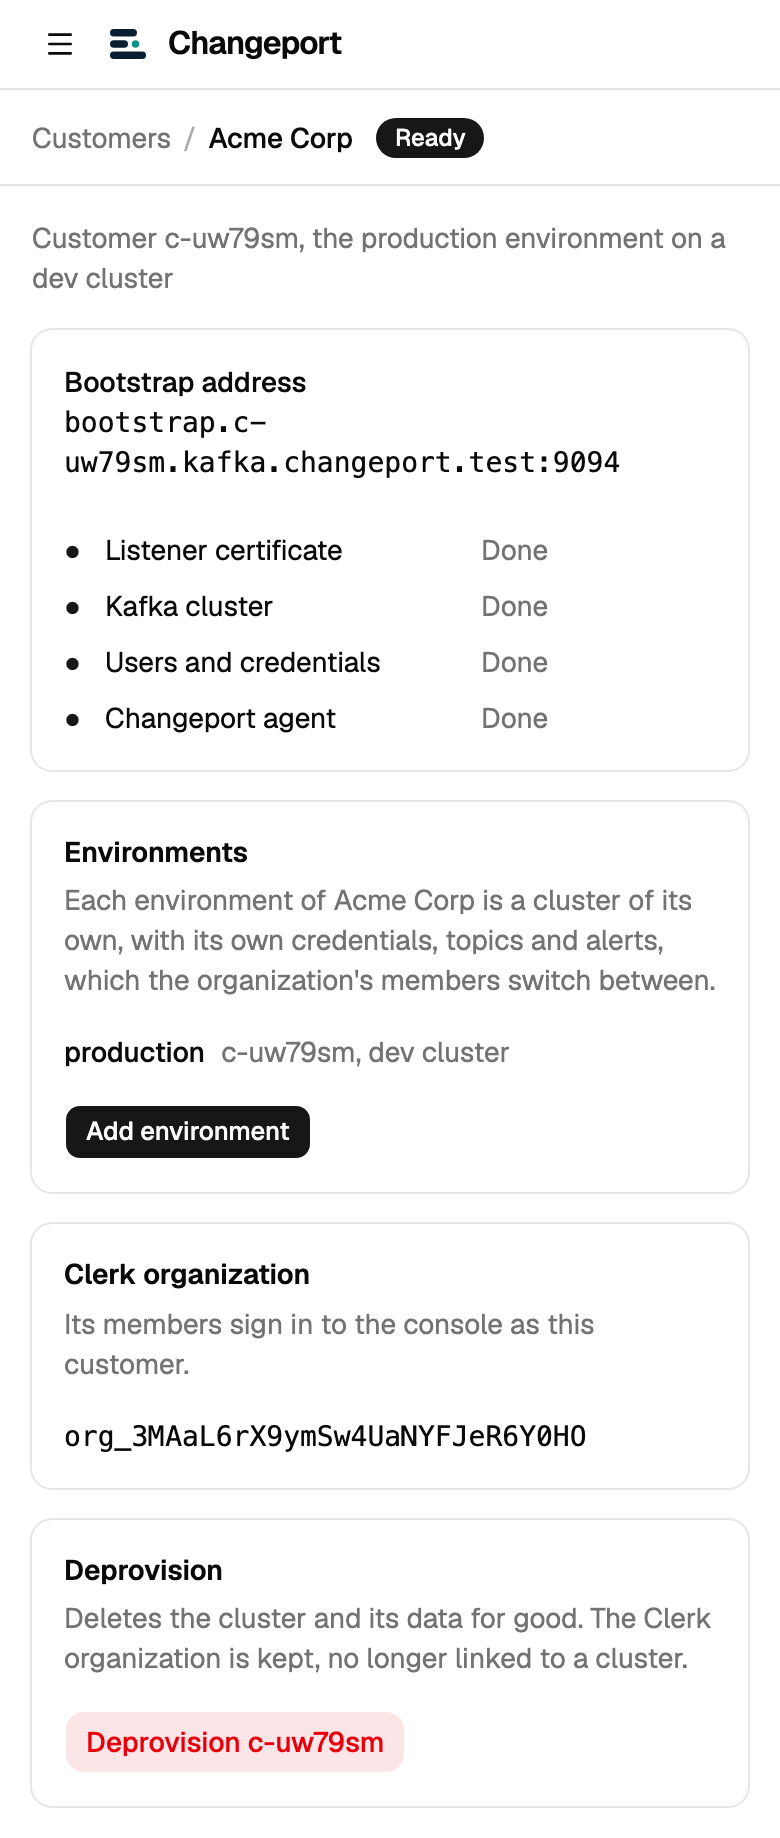 Changeport
Customers / Acme Corp Ready
Customer c-uw79sm, the production environment on a
dev cluster
Bootstrap address
bootstrap.c-
uw79sm.kafka.changeport.test:9094
Listener certificate Done
Kafka cluster Done
Users and credentials Done
Changeport agent Done
Environments
Each environment of Acme Corp is a cluster of its
own, with its own credentials, topics and alerts,
which the organization's members switch between.
production c-uw79sm, dev cluster
Add environment
Clerk organization
Its members sign in to the console as this
customer.
org_3MAaL6rX9ymSw4UaNYFJeR6Y0HO
Deprovision
Deletes the cluster and its data for good. The Clerk
organization is kept, no longer linked to a cluster.
Deprovision c-uw79sm